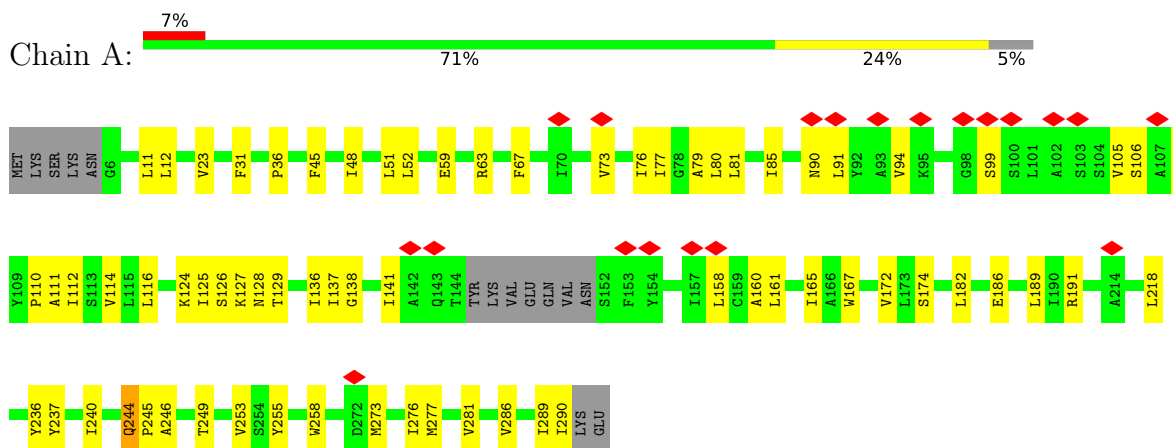 7%
Chain A:
71% 24% 5%
MET LYS SER LYS ASN G6 L11 L12 V23 F31 P36 F45 I48 L51 L52 E59 R63 F67 I70 V73 I76 I77 G78 A79 L80 L81 I85 N90 L91 Y92 A93 V94 K95 G98 S99 S100 L101 A102 S103 S104 V105 S106 A107
Y109 P110 A111 I112 S113 V114 L115 L116 K124 I125 S126 K127 N128 T129 I136 I137 G138 I141 A142 Q143 T144 TYR LYS VAL GLU GLN VAL ASN S152 F153 Y154 I157 L158 C159 A160 L161 I165 A166 W167 V172 L173 S174 L182 E186 L189 I190 R191 A214 L218
Y236 Y237 I240 Q244 P245 A246 T249 V253 S254 Y255 W258 D272 M273 I276 M277 V281 V286 I289 I290 LYS GLU